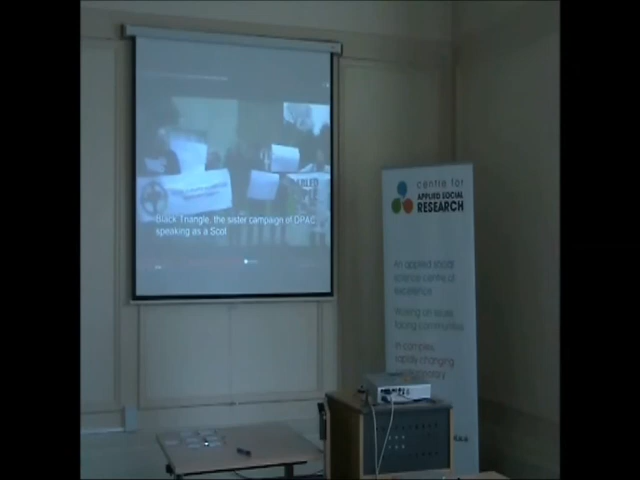 Black Triangle, the sister campaign of DPAC
speaking as a Scot
centre for
APPLIED SOCIAL
RESEARCH
An applied social
science centre of
excellence
Working on issues
facing communities
in complex
rapidly changing